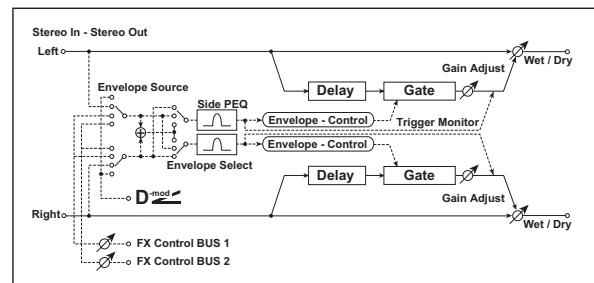 Stereo In - Stereo Out
Left
Wet / Dry
Gain Adjust
Delay
Gate
Envelope Source
Side PEQ
Envelope - Control
Trigger Monitor
Envelope - Control
Envelope Select
Delay
Gate
D-mod
Gain Adjust
Right
Wet / Dry
FX Control BUS 1
FX Control BUS 2